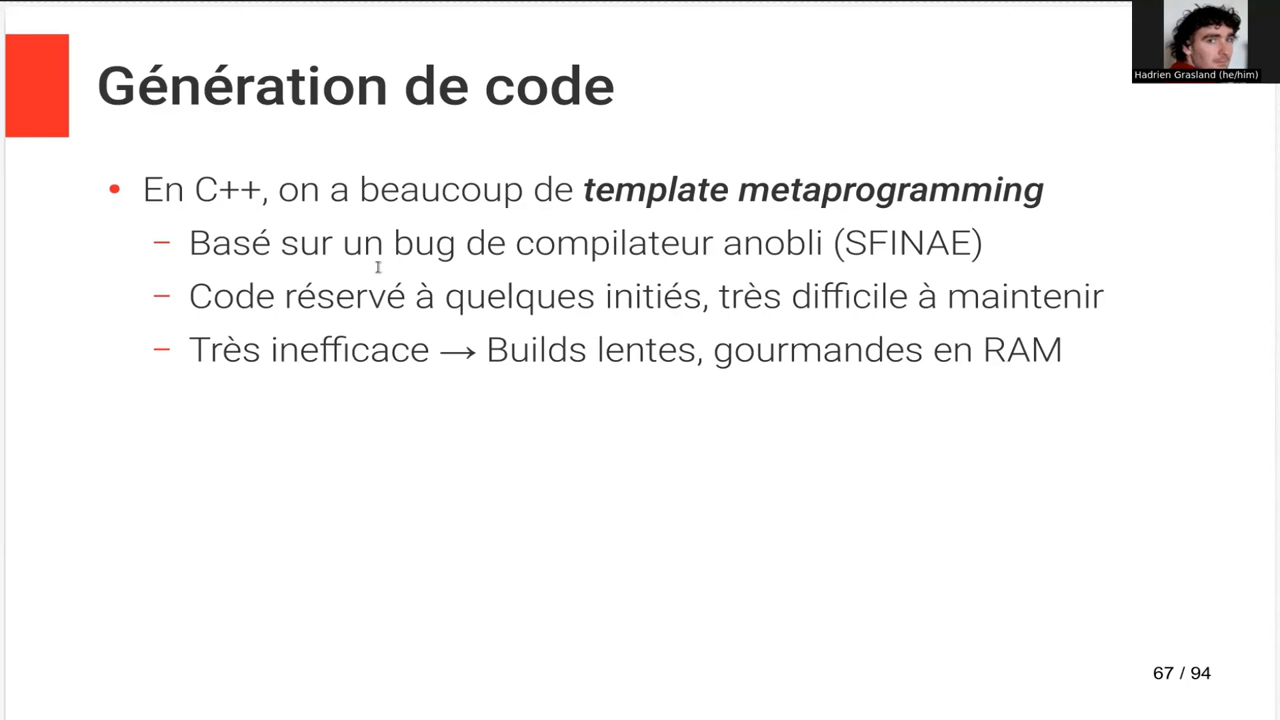 Hadrien Grasland (he/him)
Génération de code
• En C++, on a beaucoup de template metaprogramming
– Basé sur un bug de compilateur anobli (SFINAE)
– Code réservé à quelques initiés, très difficile à maintenir
– Très inefficace → Builds lentes, gourmandes en RAM
67 / 94